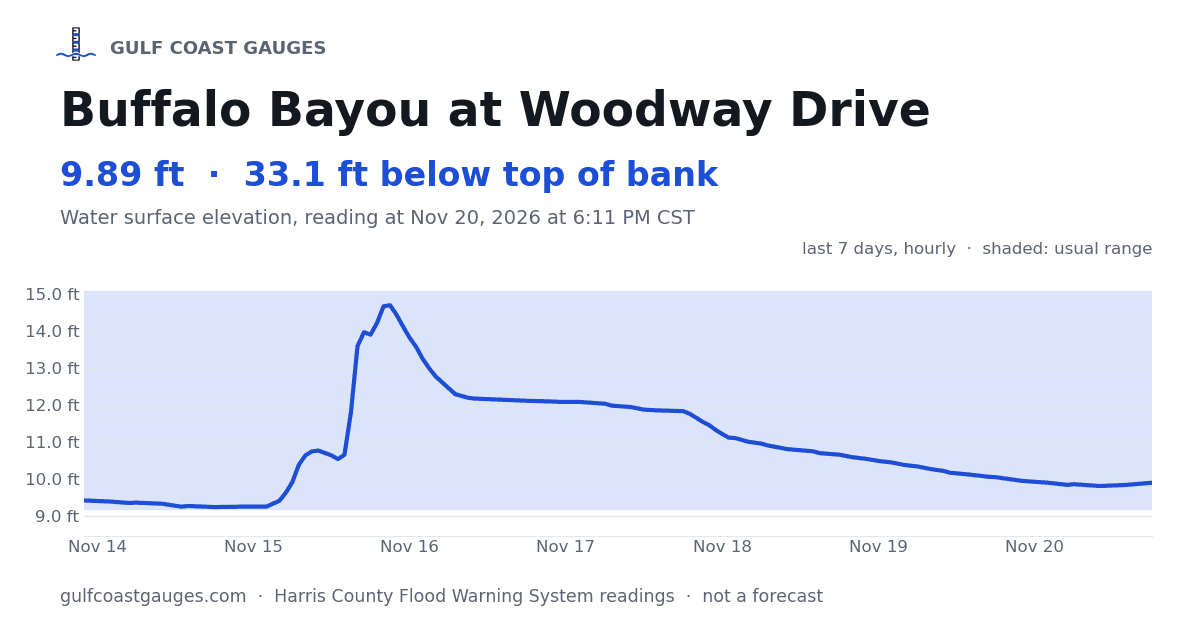 GULF COAST GAUGES
Buffalo Bayou at Woodway Drive
9.89 ft · 33.1 ft below top of bank
Water surface elevation, reading at Nov 20, 2026 at 6:11 PM CST
last 7 days, hourly · shaded: usual range
15.0 ft
14.0 ft
13.0 ft
12.0 ft
11.0 ft
10.0 ft
9.0 ft
Nov 14 Nov 15 Nov 16 Nov 17 Nov 18 Nov 19 Nov 20
gulfcoastgauges.com · Harris County Flood Warning System readings · not a forecast